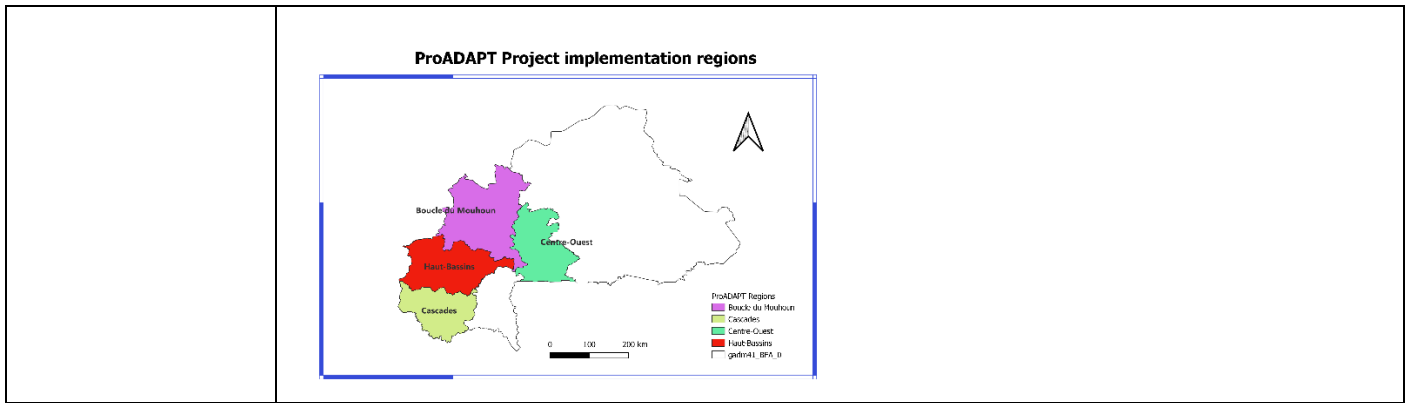 ProADAPT Project implementation regions
Boucle du Mouhoun
Centre-Ouest
Haut-Bassins
Cascades
ProADAPT Regions
Boucle du Mouhoun
Cascades
Centre-Ouest
Haut-Bassins
gadm41_BFA_0
0 100 200 km